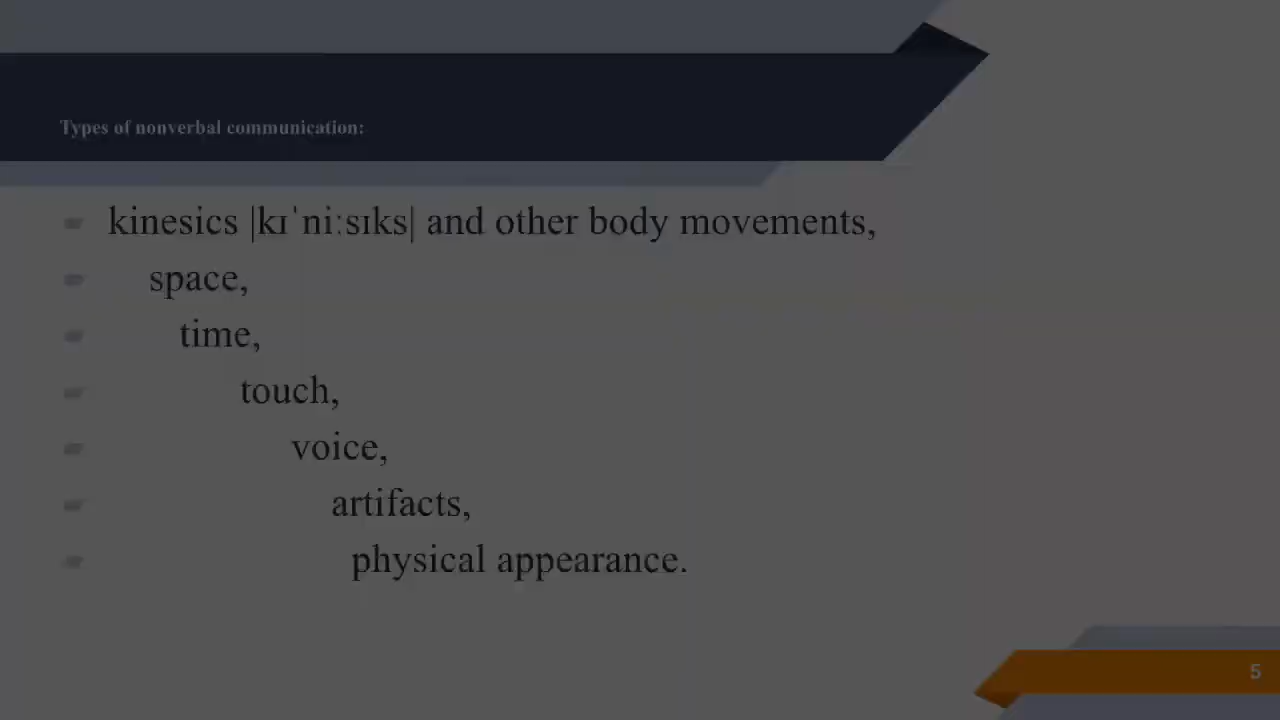 Types of nonverbal communication:
kinesics |kɪˈniːsɪks| and other body movements,
space,
time,
touch,
voice,
artifacts,
physical appearance.
5